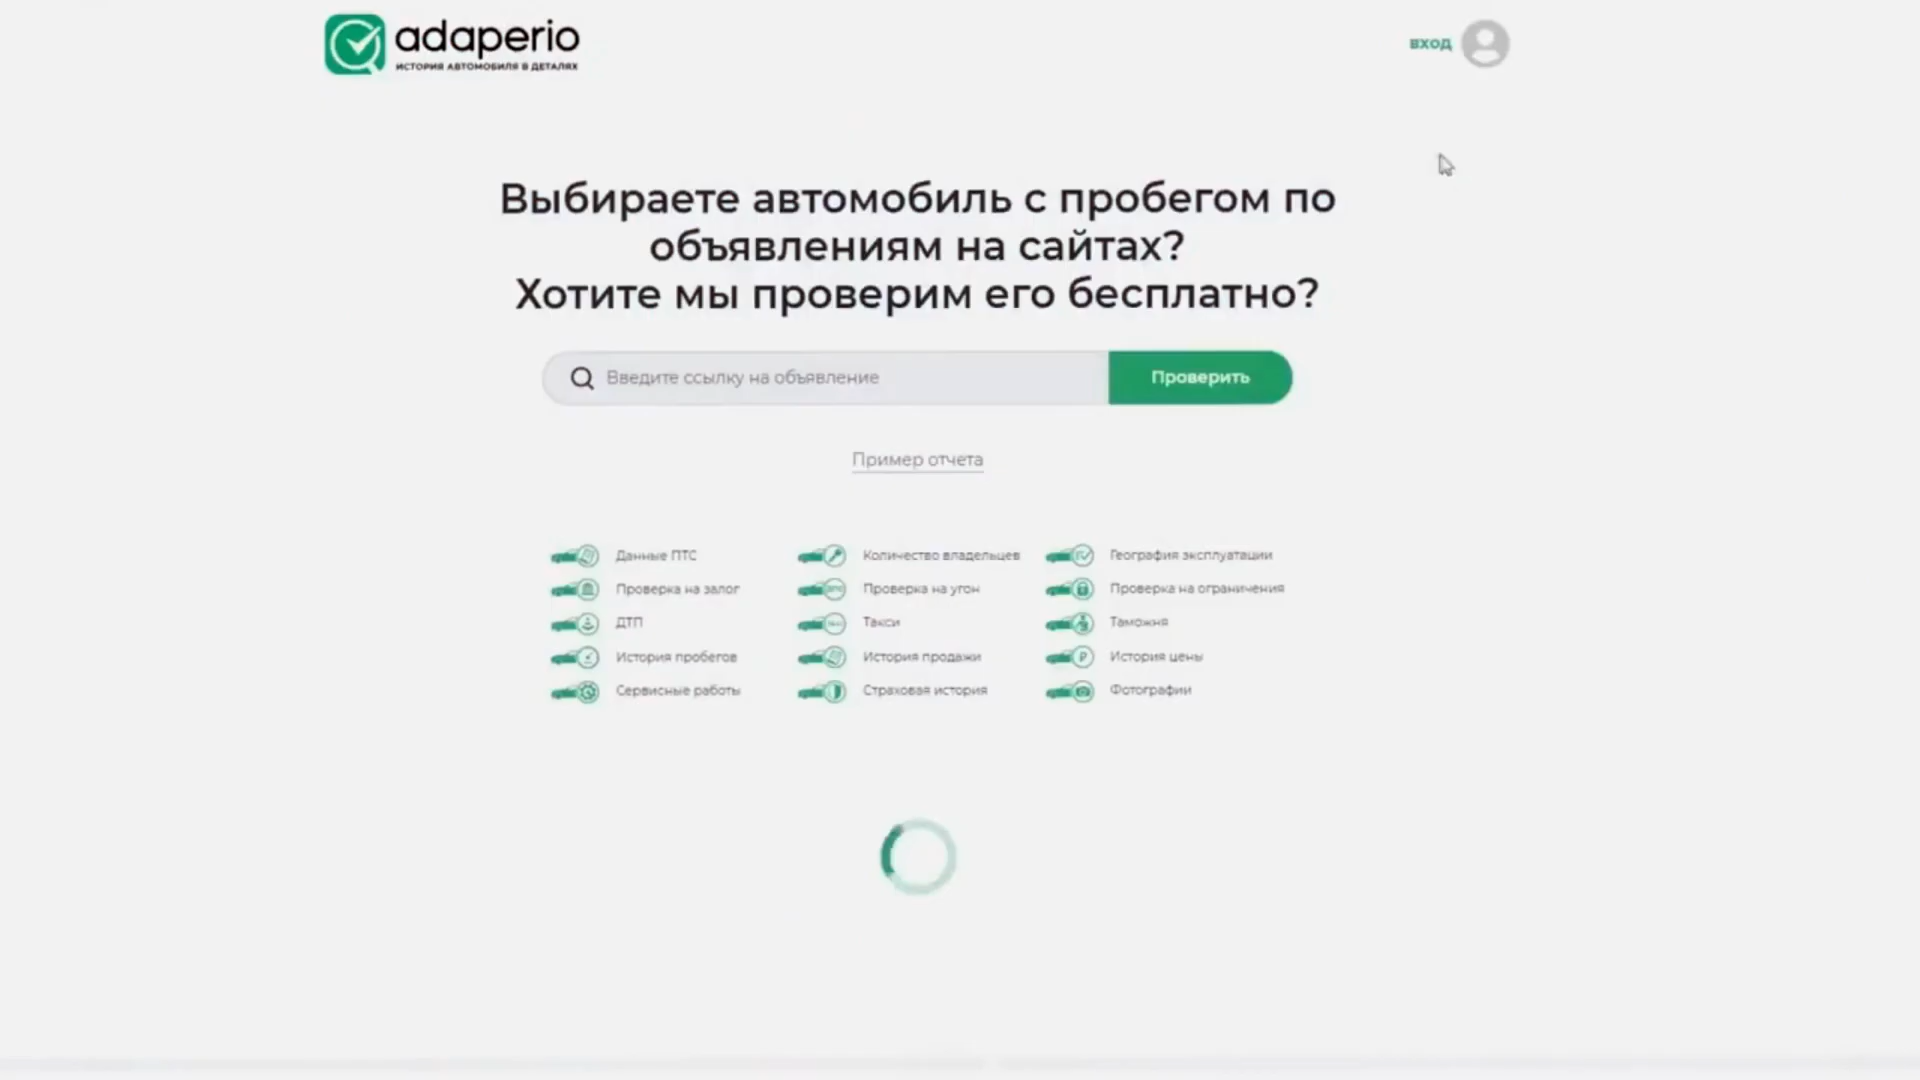 adaperio
ИСТОРИЯ АВТОМОБИЛЯ В ДЕТАЛЯХ
вход
Выбираете автомобиль с пробегом по
объявлениям на сайтах?
Хотите мы проверим его бесплатно?
Введите ссылку на объявление
Проверить
Пример отчета
Данные ПТС
Количество владельцев
География эксплуатации
Проверка на залог
Проверка на угон
Проверка на ограничения
ДТП
Такси
Таможня
История пробегов
История продажи
История цены
Сервисные работы
Страховая история
Фотографии